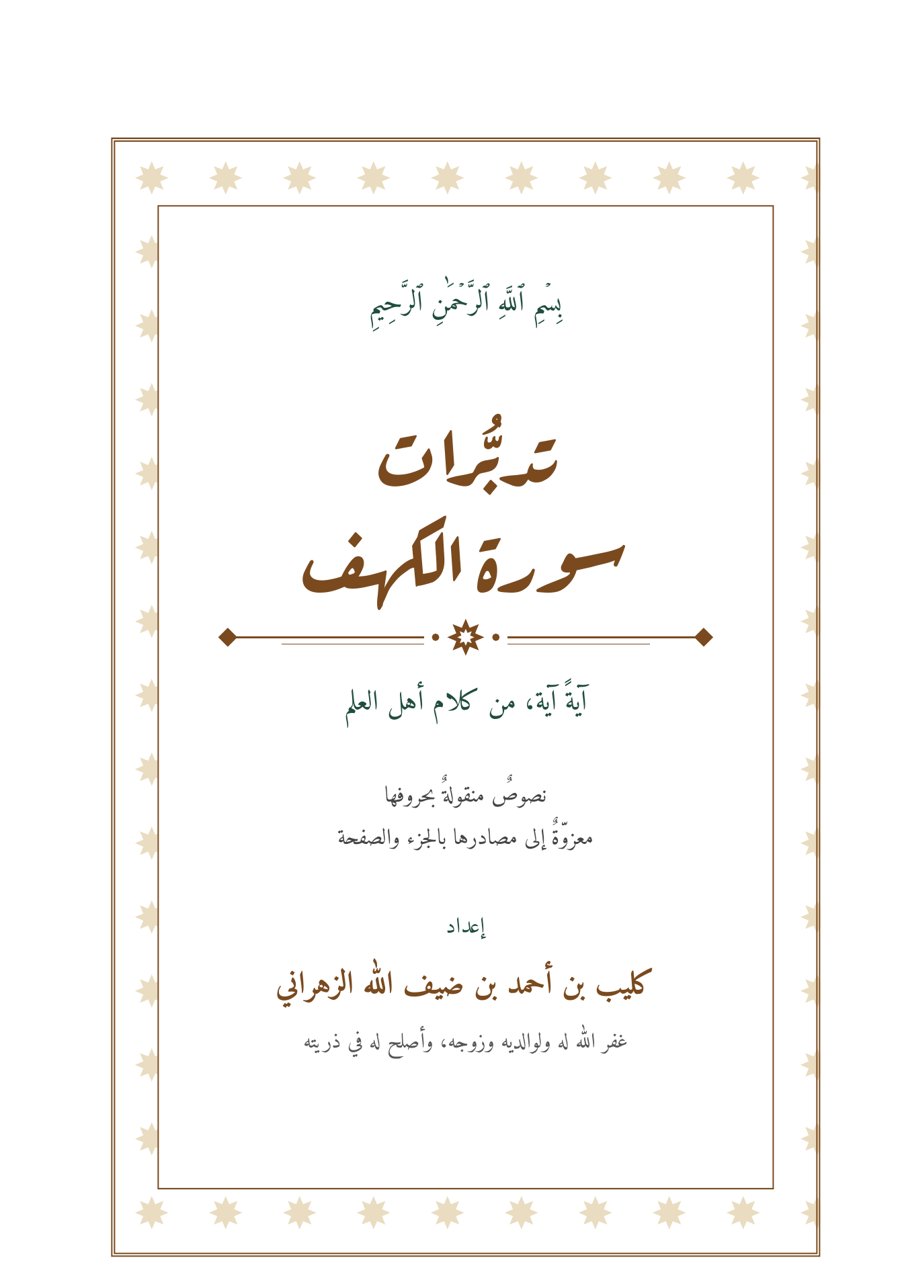 بِسْمِ ٱللَّهِ ٱلرَّحْمَٰنِ ٱلرَّحِيمِ
تدبُّرات
سورة الكهف
آيةً آية، من كلام أهل العلم
نصوصٌ منقولةٌ بحروفها
معزوّةٌ إلى مصادرها بالجزء والصفحة
إعداد
كليب بن أحمد بن ضيف الله الزهراني
غفر الله له ولوالديه وزوجه، وأصلح له في ذريته